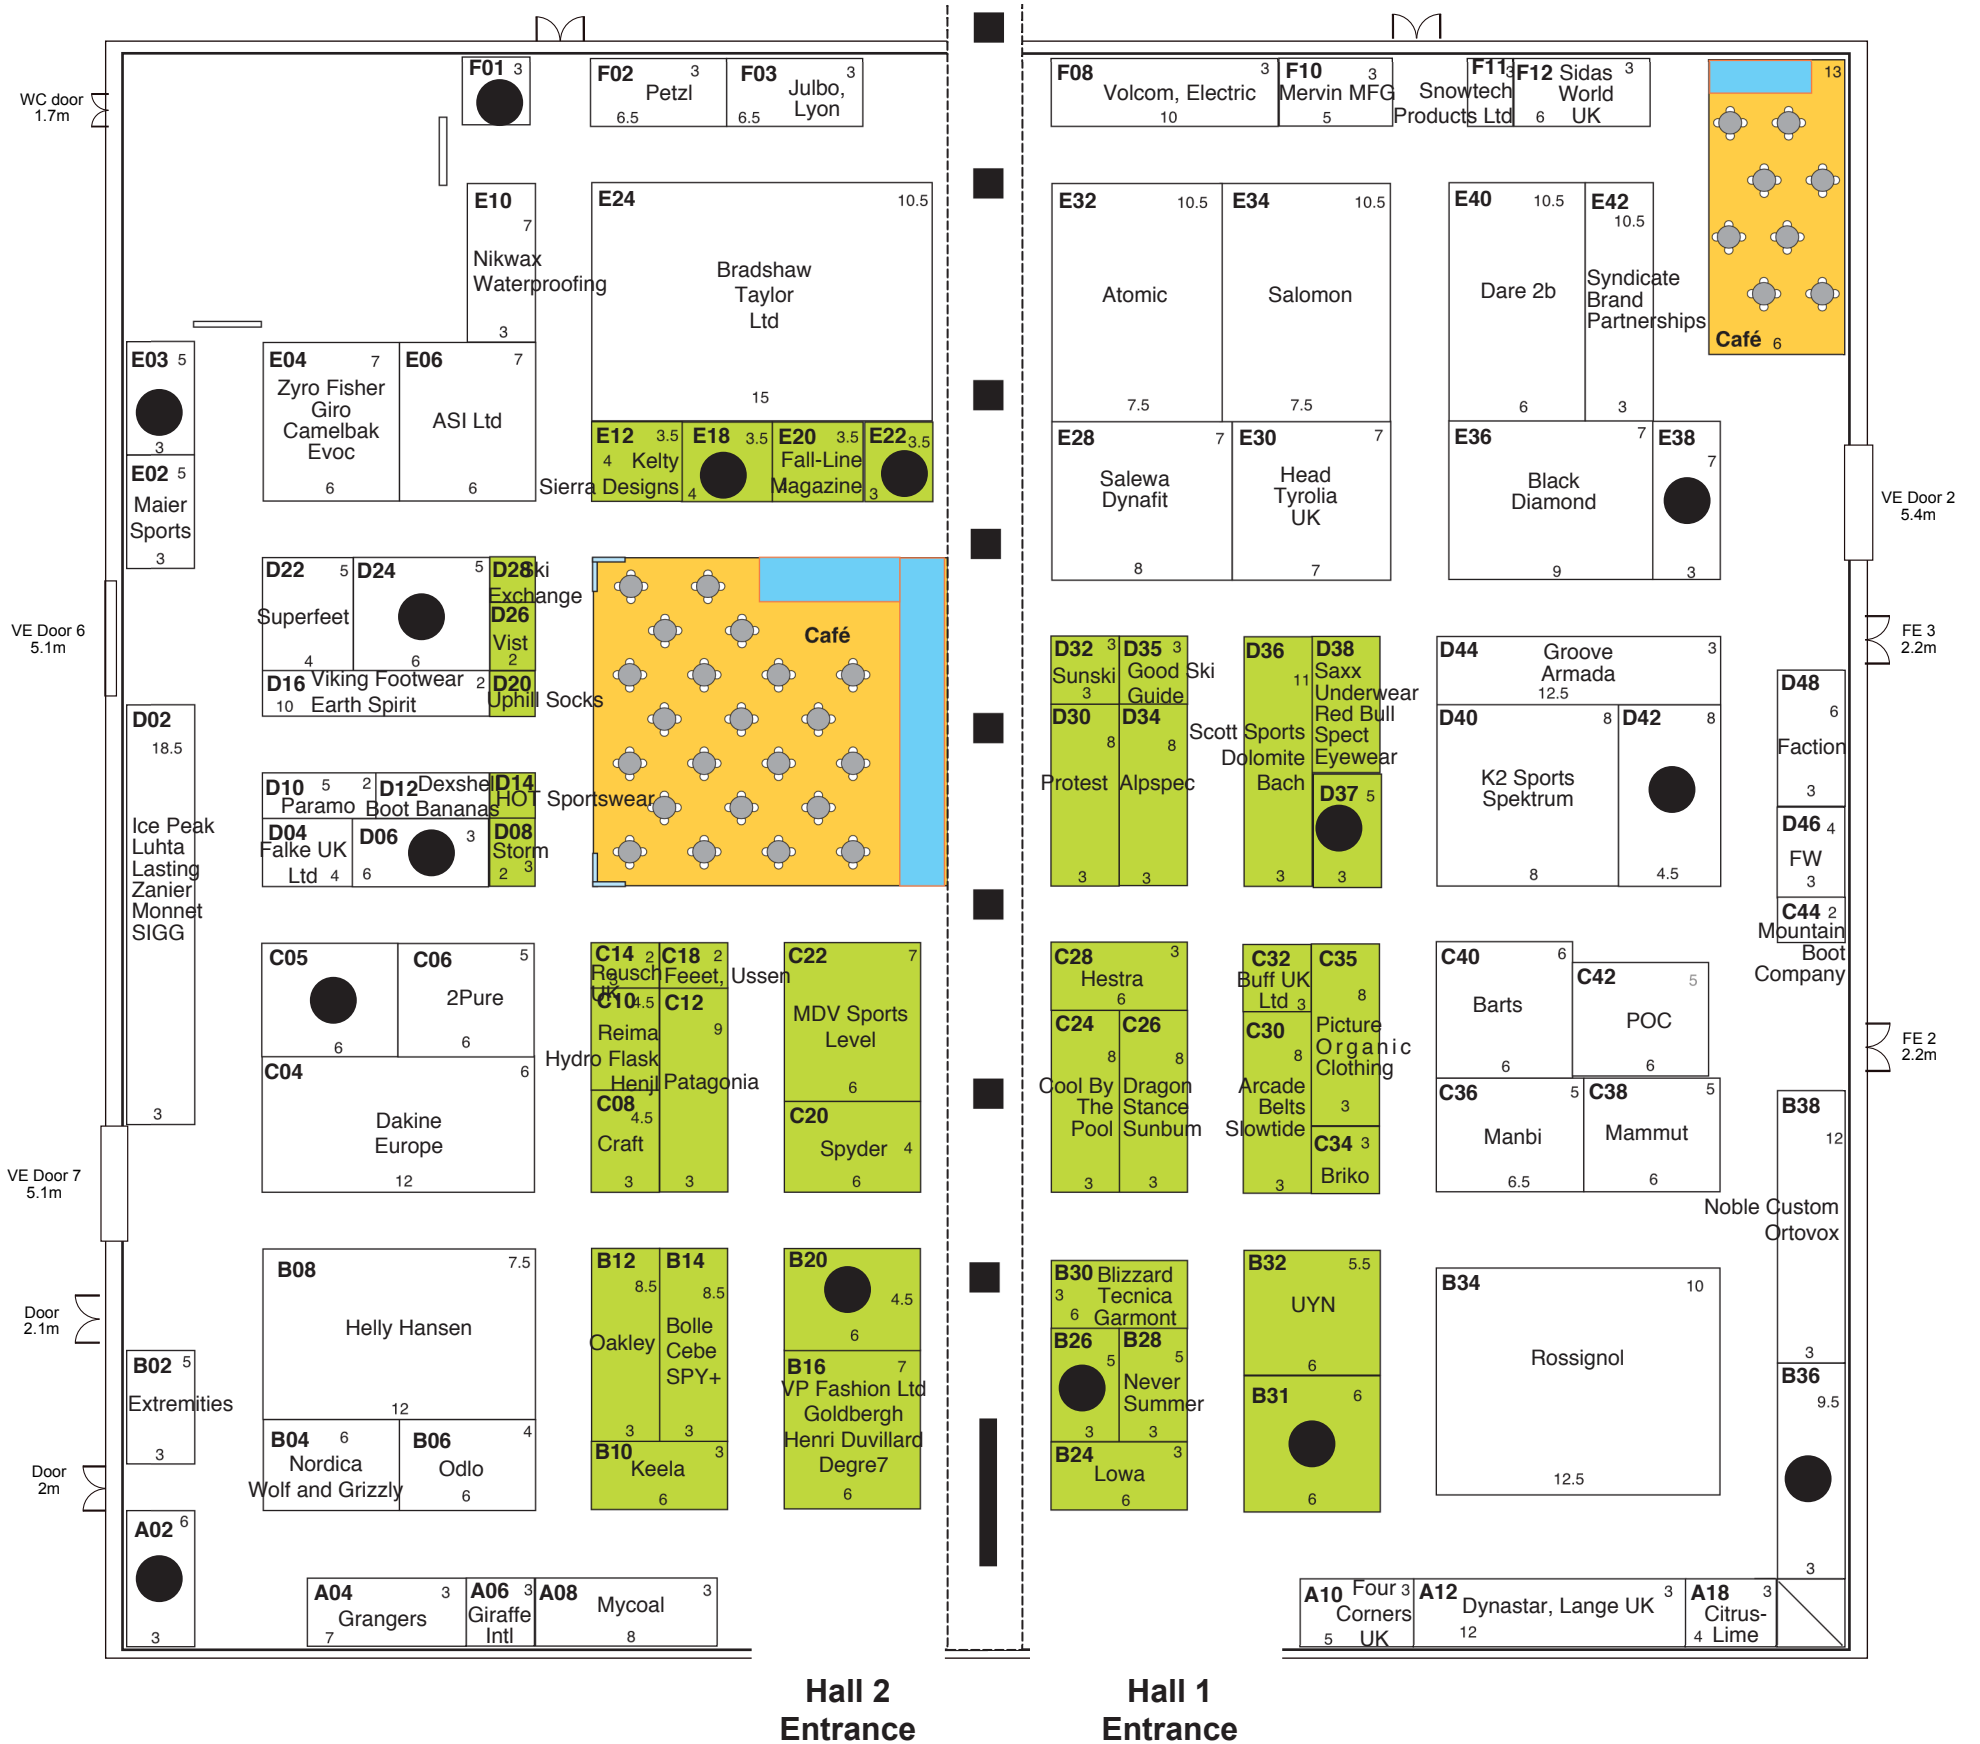 WC door
1.7m
F01 3
F02 3
Petzl
6.5
F03 3
Julbo,
Lyon
6.5
F08 3
Volcom, Electric
10
F10 3
Mervin MFG
5
F11 3
Snowtech
Products Ltd
F12 Sidas 3
World
6 UK
13
Café 6
E10
7
Nikwax
Waterproofing
3
E24 10.5
Bradshaw
Taylor
Ltd
15
E32 10.5
Atomic
7.5
E34 10.5
Salomon
7.5
E40 10.5
Dare 2b
6
E42
10.5
Syndicate
Brand
Partnerships
3
E03 5
3
E02 5
Maier
Sports
3
E04 7
Zyro Fisher
Giro
Camelbak
Evoc
6
E06 7
ASI Ltd
6
E12 3.5
4 Kelty
Sierra Designs
E18 3.5
4
E20 3.5
Fall-Line
4
Magazine
E22 3.5
3
E28 7
Salewa
Dynafit
8
E30 7
Head
Tyrolia
UK
7
E36 7
Black
Diamond
9
E38
7
3
VE Door 2
5.4m
VE Door 6
5.1m
D22 5
Superfeet
4
D24 5
6
D28 Ski
Exchange
D26
Vist
2
D16 Viking Footwear 2
10 Earth Spirit
D20
Uphill Socks
Café
D32 3
Sunski
3
D35 3
Good Ski
Guide
D30
8
Protest
3
D34
8
Alpspec
3
D36
11
Scott Sports
Dolomite
Bach
3
D38
Saxx
Underwear
Red Bull
Spect
Eyewear
D37 5
3
D44 Groove 3
Armada
12.5
D40 8
K2 Sports
Spektrum
8
D42 8
4.5
D48
6
Faction
3
D46 4
FW
3
C44 2
Mountain
Boot
Company
FE 3
2.2m
D02
18.5
Ice Peak
Luhta
Lasting
Zanier
Monnet
SIGG
3
D10 5 2
Paramo
D12 Dexshell
Boot Bananas
D14
HOT Sportswear
D04
Falke UK
Ltd 4
D06 3
6
D08
Storm
2 3
C05
6
C06 5
2Pure
6
C04 6
Dakine
Europe
12
C14 2
Reusch
UK 3
C18 2
Feeet, Ussen
C10 4.5
Reima
Hydro Flask
Henjl
C12
9
Patagonia
3
C08
4.5
Craft
3
C22 7
MDV Sports
Level
6
C20
Spyder 4
6
C28 3
Hestra
6
C24
8
Cool By
The
Pool
3
C26
8
Dragon
Stance
Sunbum
3
C32
Buff UK
Ltd 3
C30
8
Arcade
Belts
Slowtide
3
C35
8
Picture
Organic
Clothing
3
C34 3
Briko
C40 6
Barts
6
C42 5
POC
6
C36 5
Manbi
6.5
C38 5
Mammut
6
FE 2
2.2m
B38
12
Noble Custom
Ortovox
3
VE Door 7
5.1m
Door
2.1m
B08 7.5
Helly Hansen
12
B02 5
Extremities
3
B04 6
Nordica
Wolf and Grizzly
B06 4
Odlo
6
Door
2m
B12
8.5
Oakley
3
B14
8.5
Bolle
Cebe
SPY+
3
B10 3
Keela
6
B20
4.5
6
B16 7
VP Fashion Ltd
Goldbergh
Henri Duvillard
Degre7
6
B30 Blizzard
3 Tecnica
6 Garmont
B26
5
3
B28
5
Never
Summer
3
B24 3
Lowa
6
B32 5.5
UYN
6
B31 6
6
B34 10
Rossignol
12.5
B36
9.5
3
A02 6
3
A04 3
Grangers
7
A06 3
Giraffe
Intl
A08 3
Mycoal
8
A10 Four 3
Corners
5 UK
A12 3
Dynastar, Lange UK
12
A18 3
Citrus-
4 Lime
Hall 2
Entrance
Hall 1
Entrance